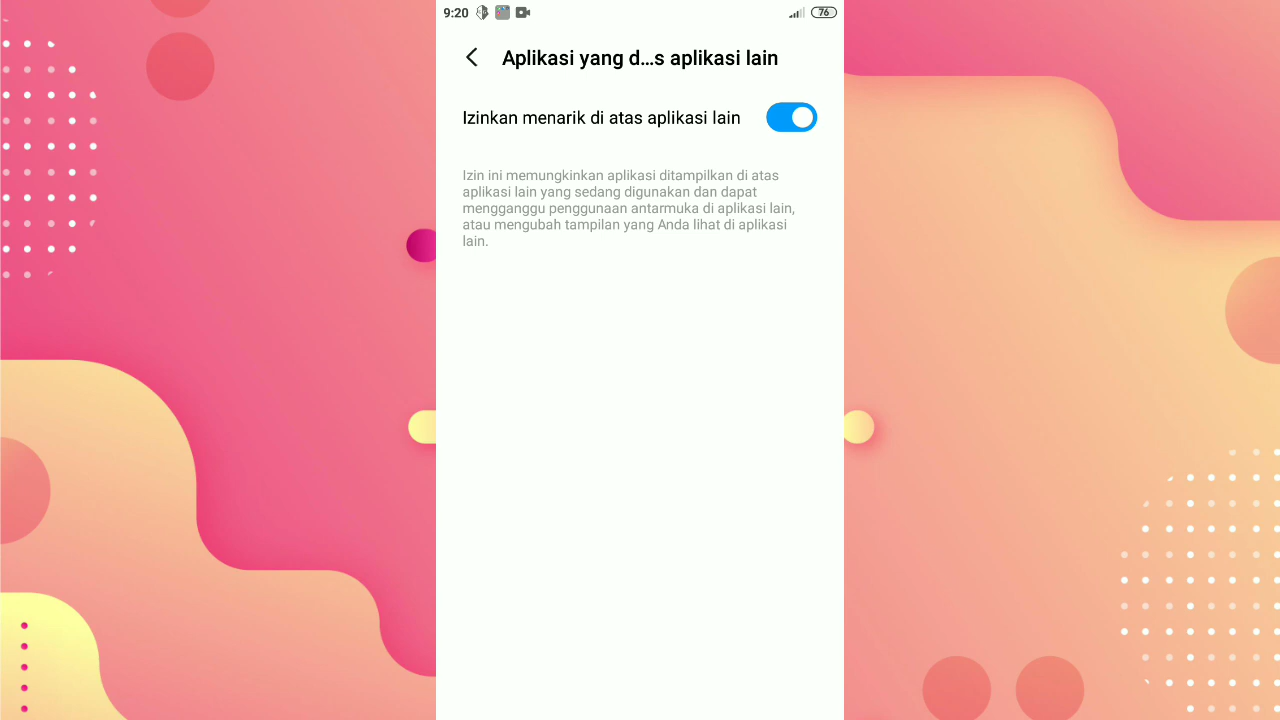 9:20
76
Aplikasi yang d...s aplikasi lain
Izinkan menarik di atas aplikasi lain
Izin ini memungkinkan aplikasi ditampilkan di atas
aplikasi lain yang sedang digunakan dan dapat
mengganggu penggunaan antarmuka di aplikasi lain,
atau mengubah tampilan yang Anda lihat di aplikasi
lain.